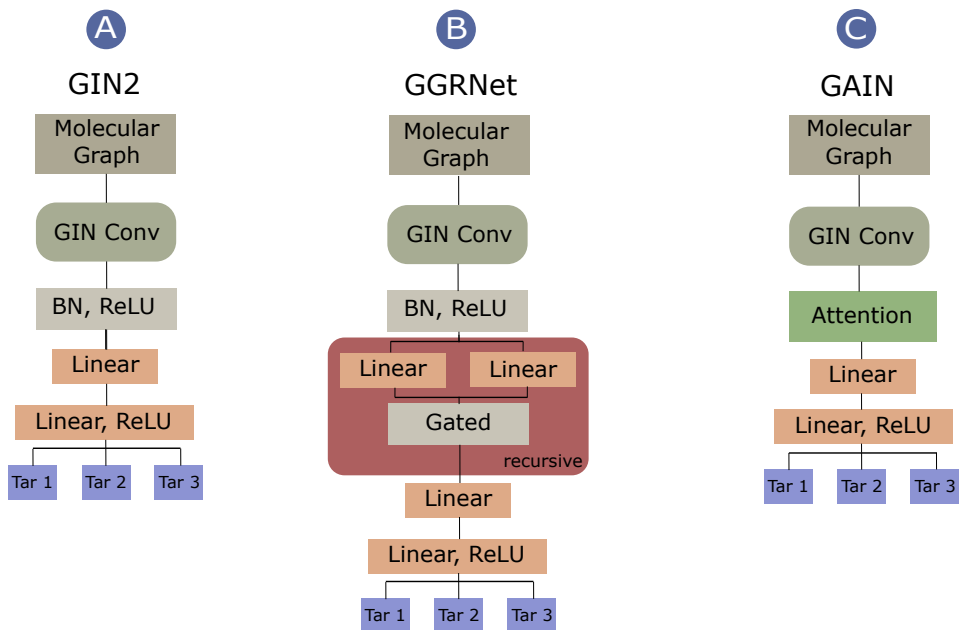 A
GIN2
Molecular
Graph
GIN Conv
BN, ReLU
Linear
Linear, ReLU
Tar 1 Tar 2 Tar 3
B
GGRNet
Molecular
Graph
GIN Conv
BN, ReLU
Linear Linear
Gated
recursive
Linear
Linear, ReLU
Tar 1 Tar 2 Tar 3
C
GAIN
Molecular
Graph
GIN Conv
Attention
Linear
Linear, ReLU
Tar 1 Tar 2 Tar 3